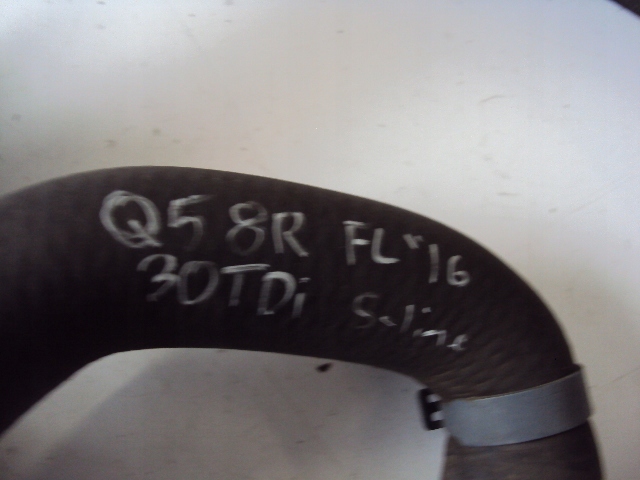 Q5 8R FL"16
30TDi S-line